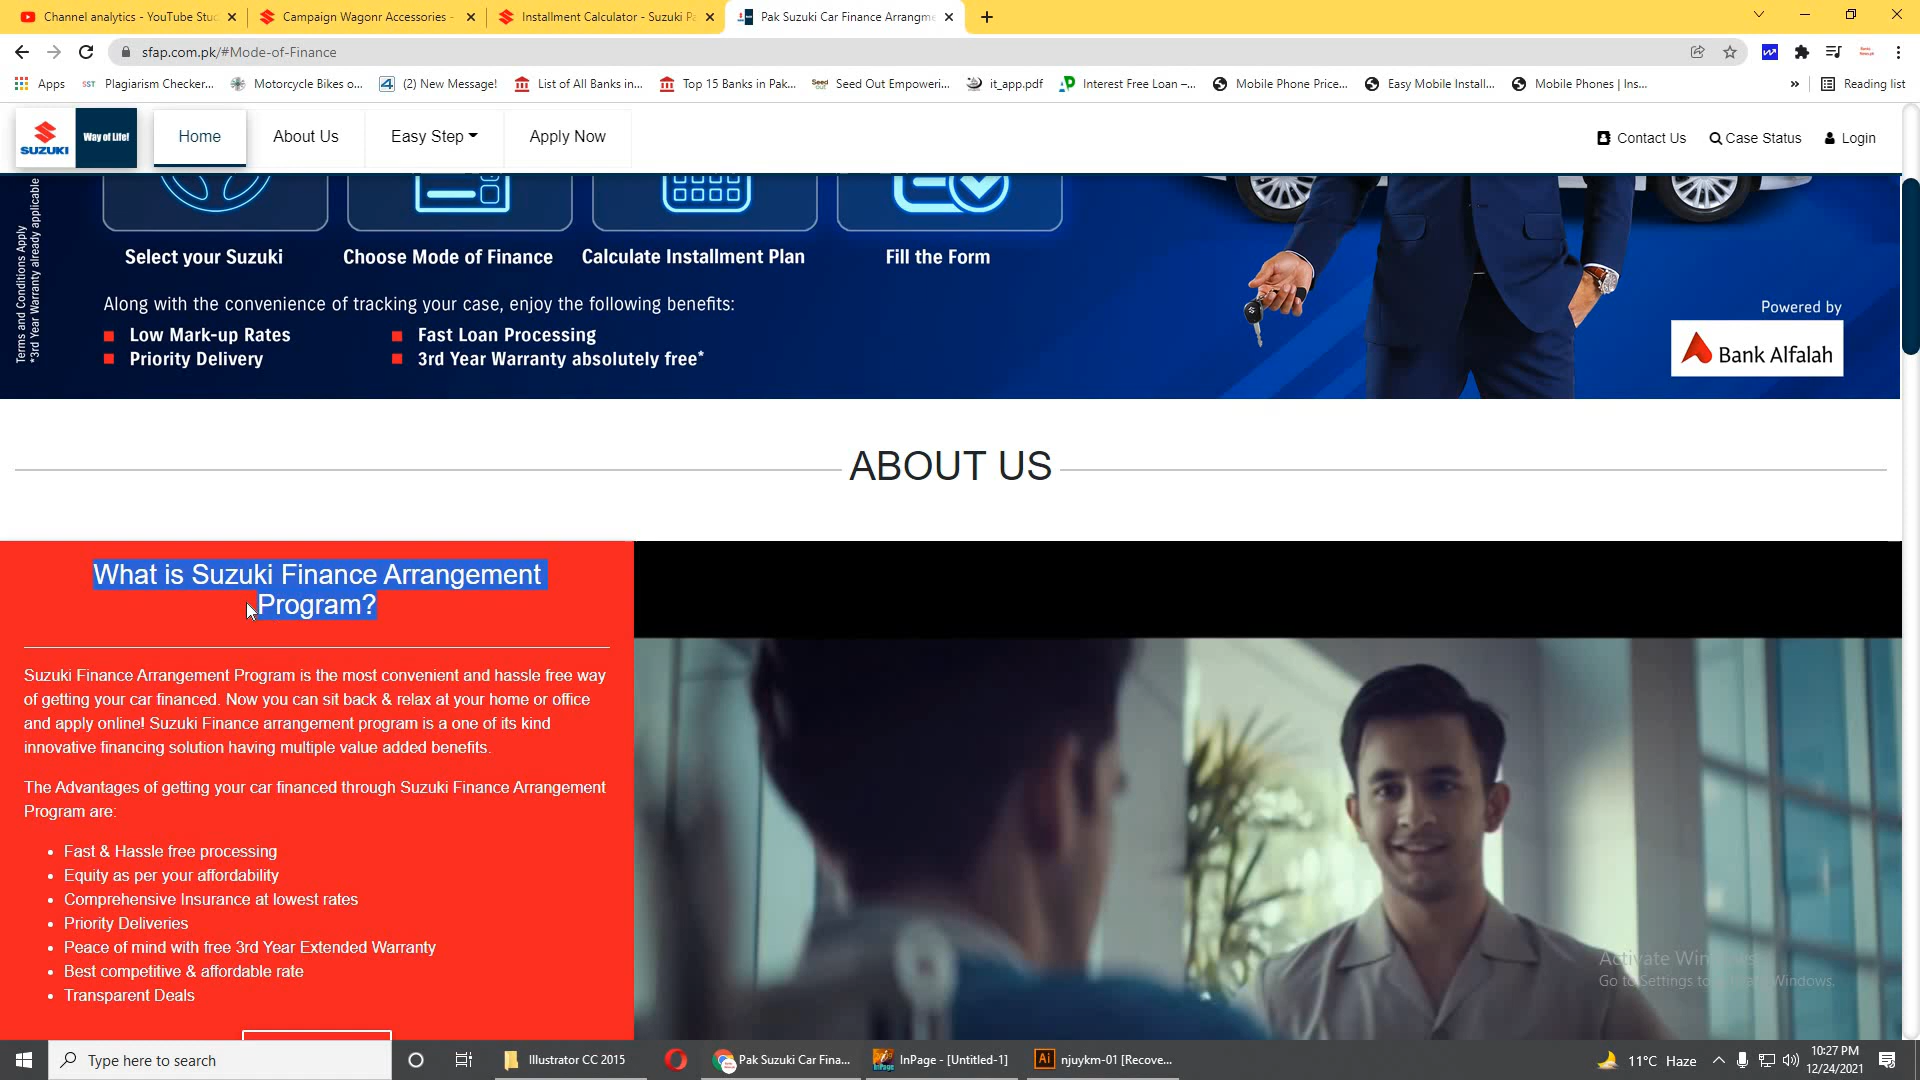 Channel analytics - YouTube Stu
Campaign Wagonr Accessories -
Installment Calculator - Suzuki Pa
Pak Suzuki Car Finance Arrangme
sfap.com.pk/#Mode-of-Finance
Apps
SST Plagiarism Checker...
Motorcycle Bikes o...
(2) New Message!
List of All Banks in...
Top 15 Banks in Pak...
Seed Out Empoweri...
it_app.pdf
Interest Free Loan –...
Mobile Phone Price...
Easy Mobile Install...
Mobile Phones | Ins...
»
Reading list
SUZUKI
Way of Life!
Home
About Us
Easy Step
Apply Now
Contact Us
Case Status
Login
Terms and Conditions Apply
*3rd Year Warranty already applicable
Select your Suzuki
Choose Mode of Finance
Calculate Installment Plan
Fill the Form
Along with the convenience of tracking your case, enjoy the following benefits:
Low Mark-up Rates
Fast Loan Processing
Priority Delivery
3rd Year Warranty absolutely free*
Powered by
Bank Alfalah
ABOUT US
What is Suzuki Finance Arrangement
Program?
Suzuki Finance Arrangement Program is the most convenient and hassle free way
of getting your car financed. Now you can sit back & relax at your home or office
and apply online! Suzuki Finance arrangement program is a one of its kind
innovative financing solution having multiple value added benefits.
The Advantages of getting your car financed through Suzuki Finance Arrangement
Program are:
• Fast & Hassle free processing
• Equity as per your affordability
• Comprehensive Insurance at lowest rates
• Priority Deliveries
• Peace of mind with free 3rd Year Extended Warranty
• Best competitive & affordable rate
• Transparent Deals
Activate Windows
Go to Settings to activate Windows.
Type here to search
Illustrator CC 2015
Pak Suzuki Car Fina...
InPage - [Untitled-1]
Ai njuykm-01 [Recove...
11°C Haze
10:27 PM
12/24/2021